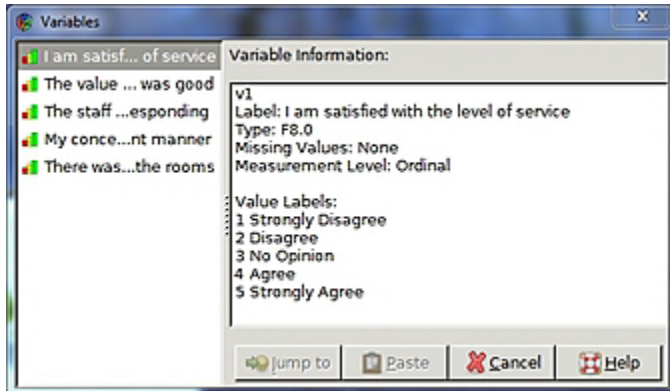 Variables
I am satisf... of service
The value ... was good
The staff ...esponding
My conce...nt manner
There was...the rooms
Variable Information:
v1
Label: I am satisfied with the level of service
Type: F8.0
Missing Values: None
Measurement Level: Ordinal
Value Labels:
1 Strongly Disagree
2 Disagree
3 No Opinion
4 Agree
5 Strongly Agree
Jump to
Paste
Cancel
Help